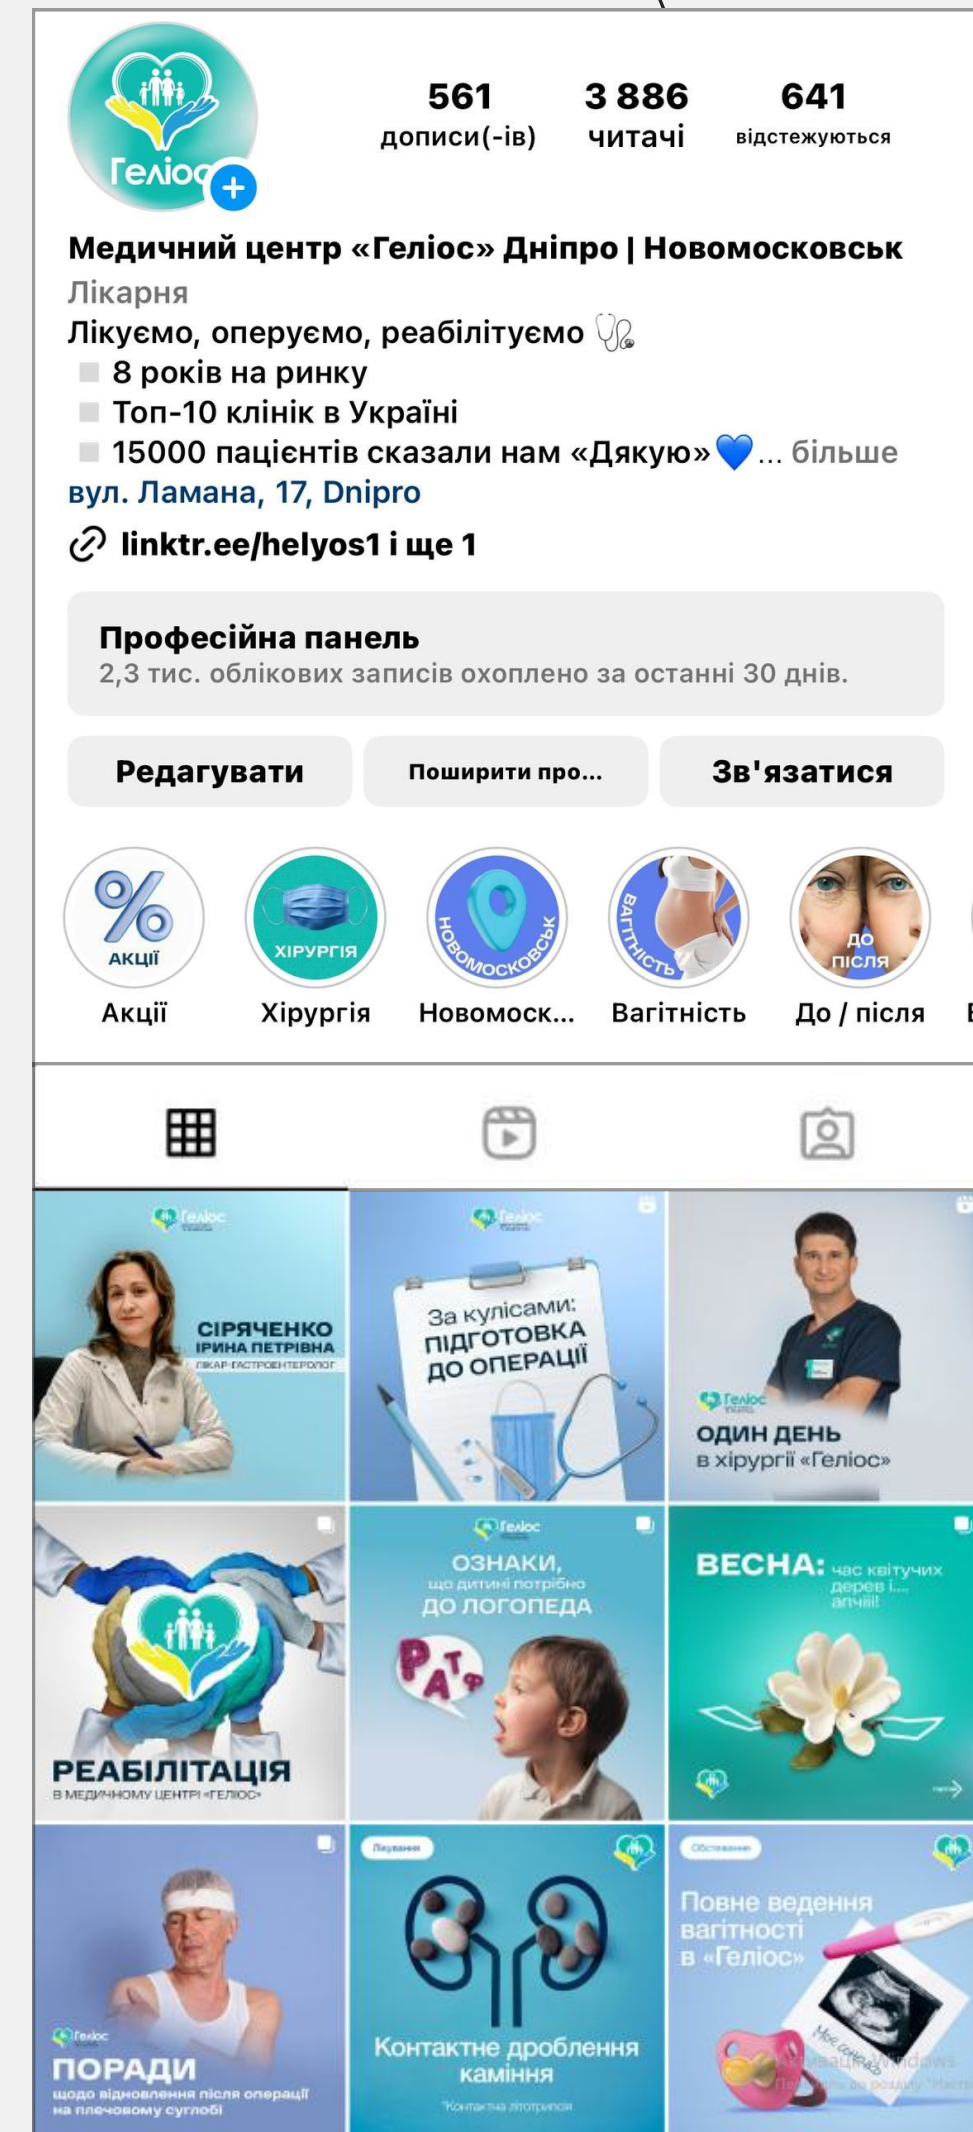 Геліос
561
дописи(-ів)
3 886
читачі
641
відстежуються
Медичний центр «Геліос» Дніпро | Новомосковськ
Лікарня
Лікуємо, оперуємо, реабілітуємо
8 років на ринку
Топ-10 клінік в Україні
15000 пацієнтів сказали нам «Дякую»💙... більше
вул. Ламана, 17, Dnipro
linktr.ee/helyos1 і ще 1
Професійна панель
2,3 тис. облікових записів охоплено за останні 30 днів.
Редагувати
Поширити про...
Зв'язатися
АКЦІЇ
ХІРУРГІЯ
НОВОМОСКОВСЬК
ВАГІТНІСТЬ
ДО
ПІСЛЯ
Акції
Хірургія
Новомоск...
Вагітність
До / після
Геліос
СІРЯЧЕНКО
ІРИНА ПЕТРІВНА
ЛІКАР-ГАСТРОЕНТЕРОЛОГ
Геліос
За кулісами:
ПІДГОТОВКА
ДО ОПЕРАЦІЇ
Геліос
ОДИН ДЕНЬ
в хірургії «Геліос»
РЕАБІЛІТАЦІЯ
В МЕДИЧНОМУ ЦЕНТРІ «ГЕЛІОС»
Геліос
ОЗНАКИ,
що дитині потрібно
ДО ЛОГОПЕДА
Р А Т Ф
ВЕСНА: час квітучих
дерев і....
апчііі!
Геліос
ПОРАДИ
щодо відновлення після операції
на плечовому суглобі
Лікування
Контактне дроблення
каміння
*Контактна літотрипсія
Обстеження
Повне ведення
вагітності
в «Геліос»
Моє сонечко
Активація Windows